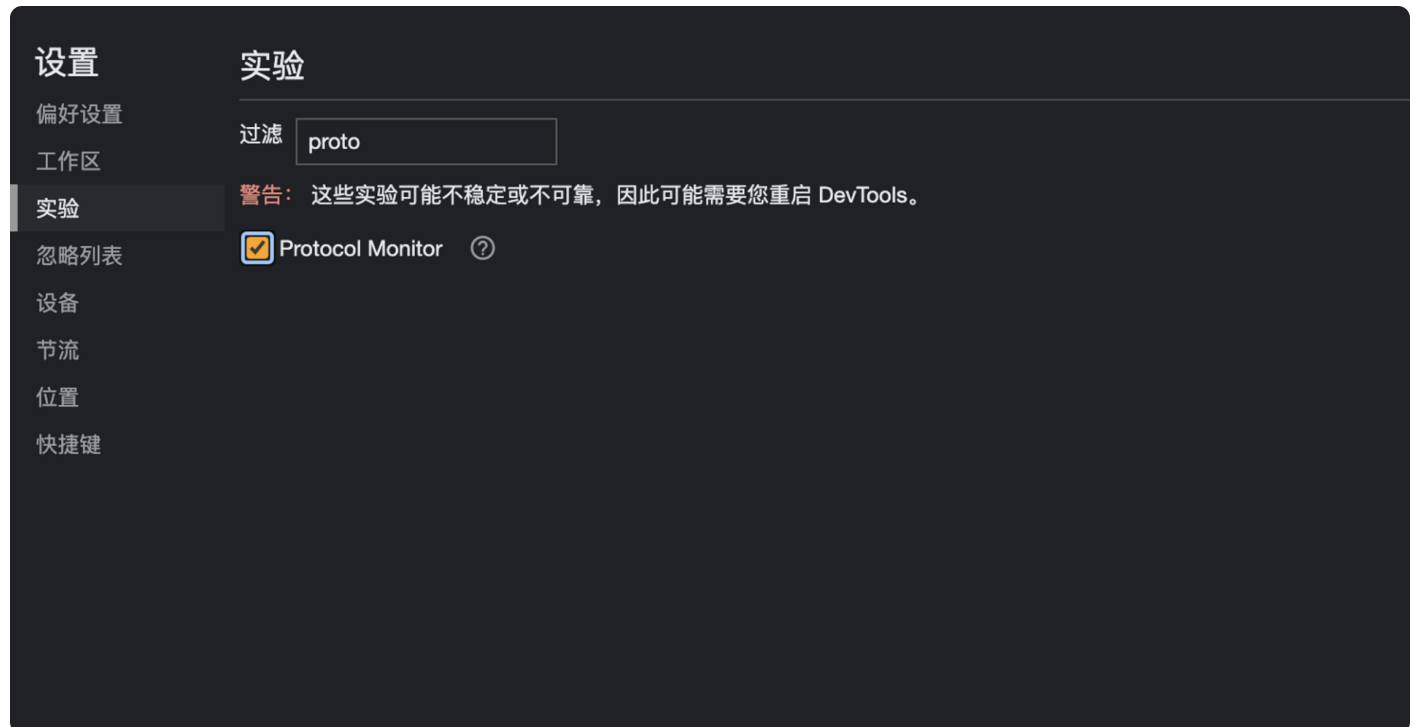 设置
偏好设置
工作区
实验
忽略列表
设备
节流
位置
快捷键
实验
过滤 proto
警告： 这些实验可能不稳定或不可靠，因此可能需要您重启 DevTools。
Protocol Monitor ?